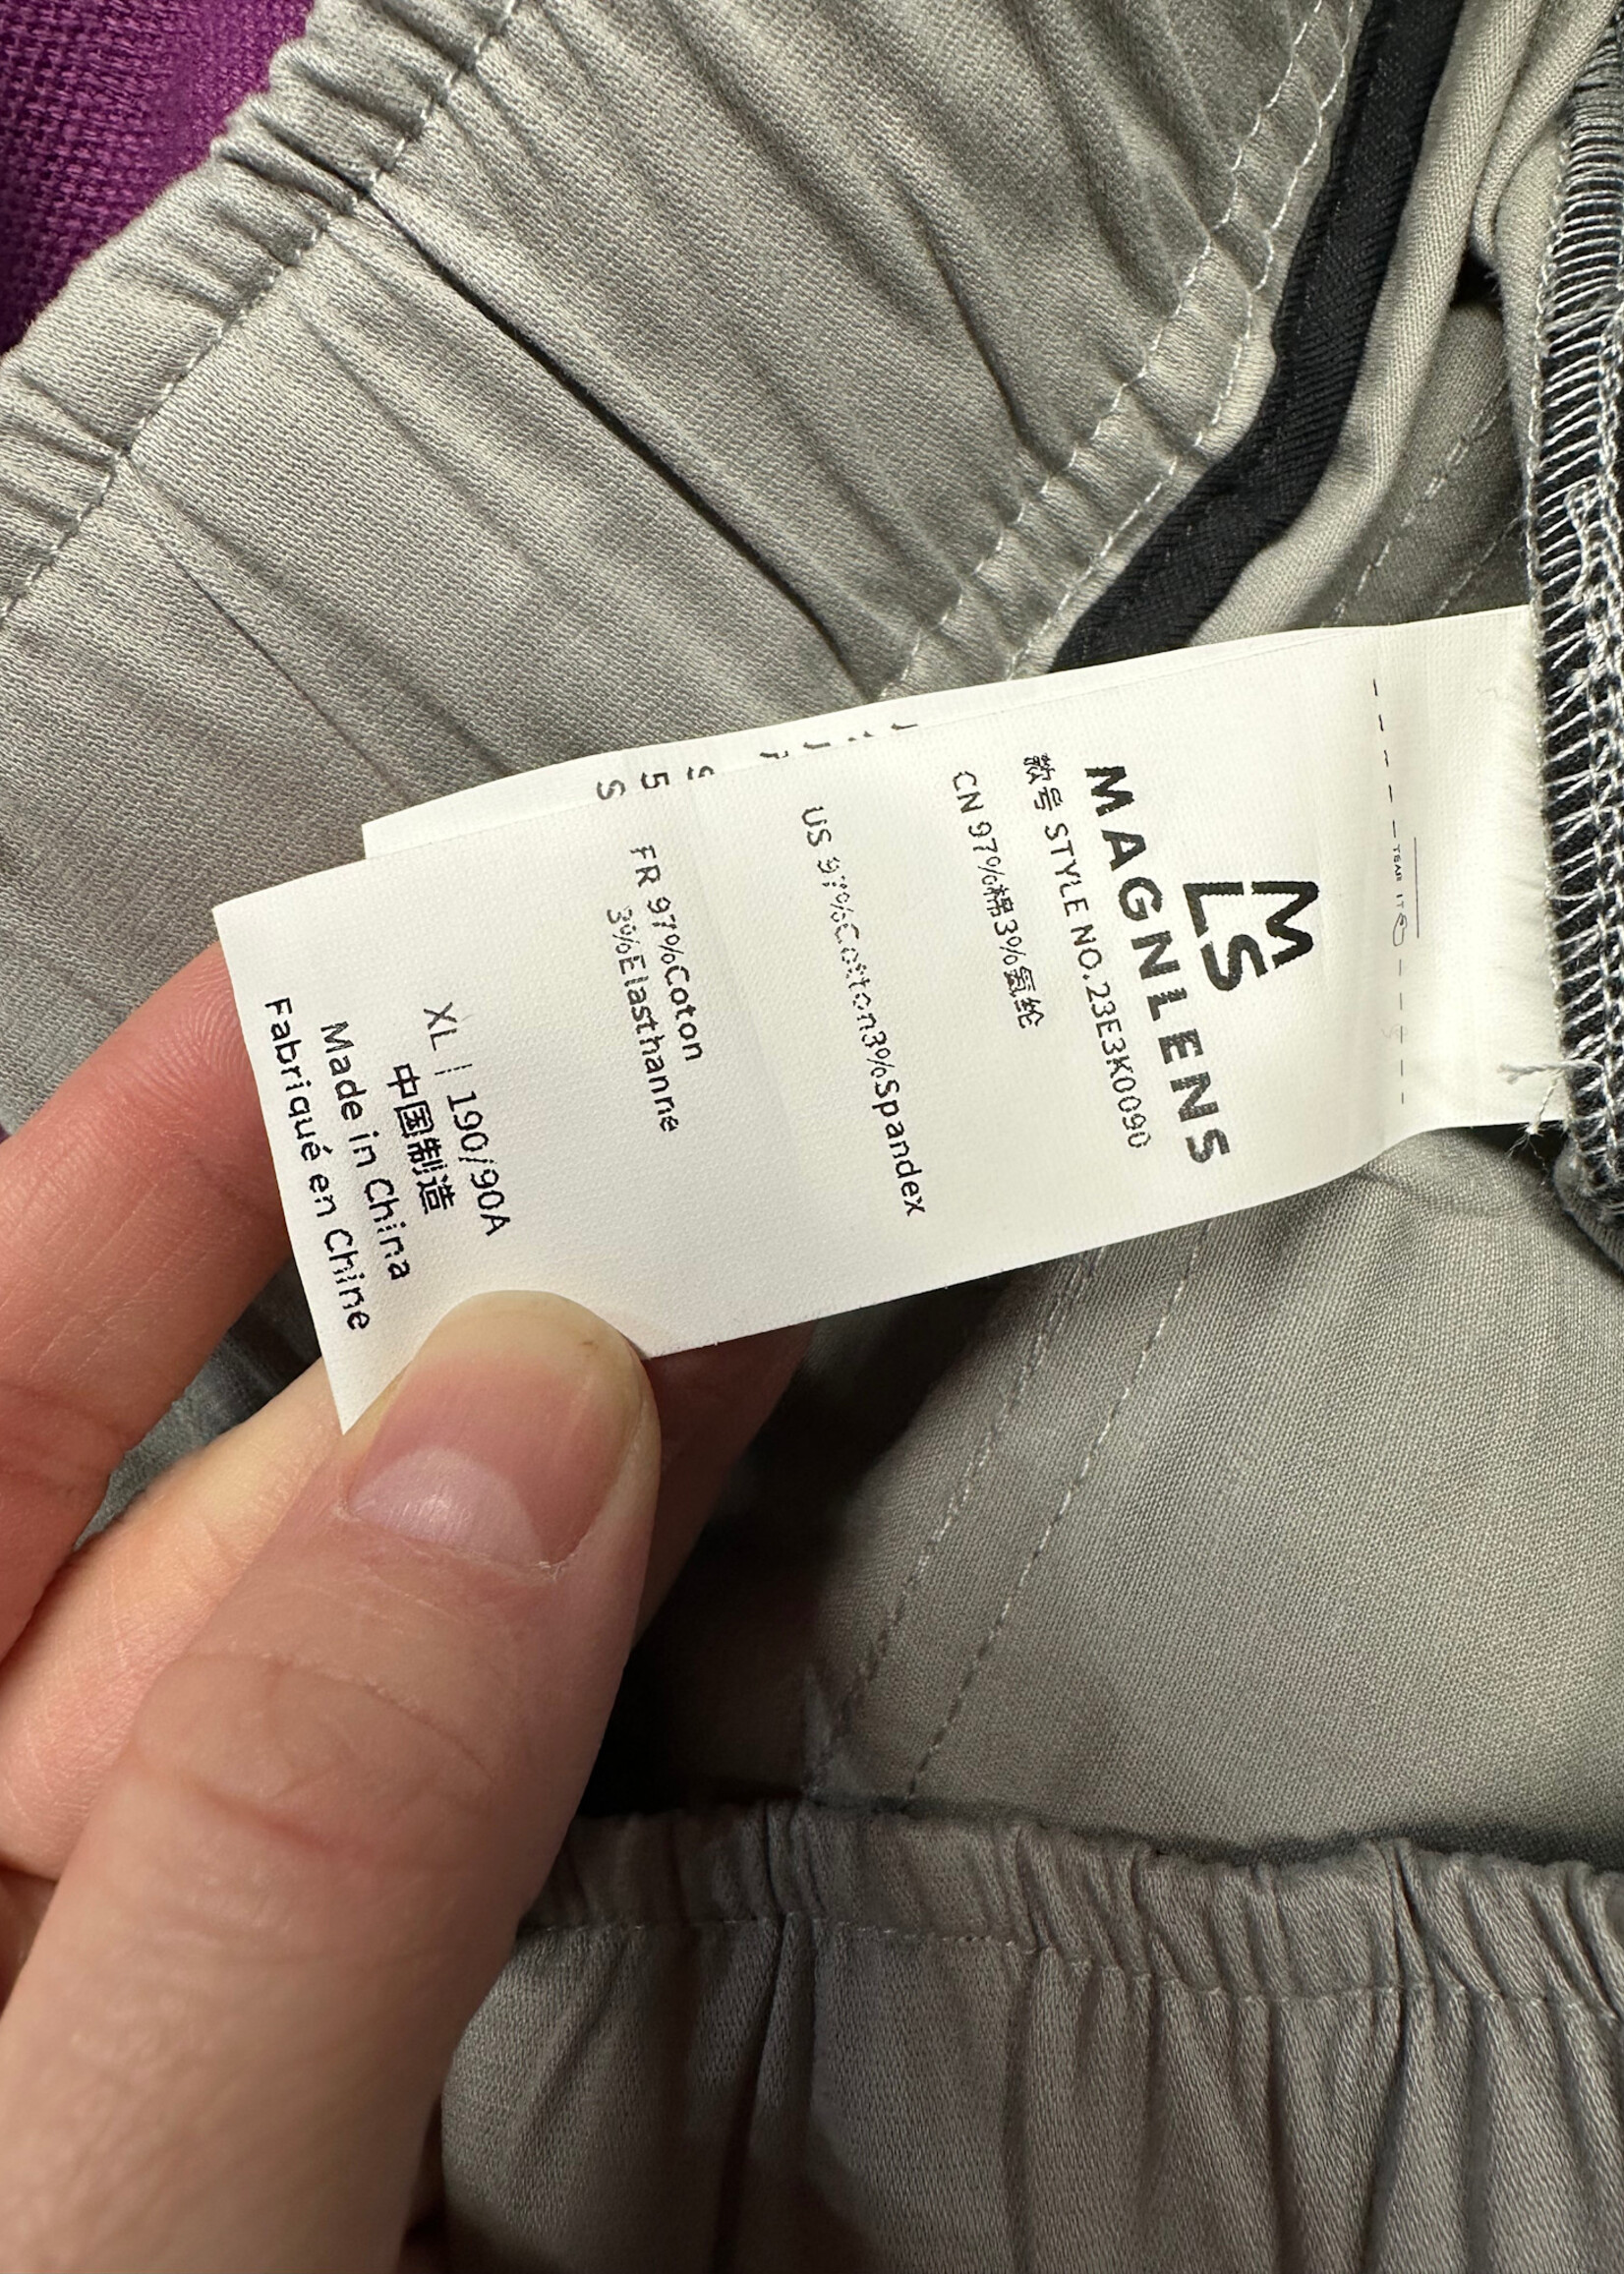 TEAR IT
MLS
MAGNLENS
款号 STYLE NO.23E3K0090
CN 97%棉3%氨纶
US 97%Cotton3%Spandex
FR 97%Coton
3%Elasthanne
XL | 190/90A
中国制造
Made in China
Fabriqué en Chine